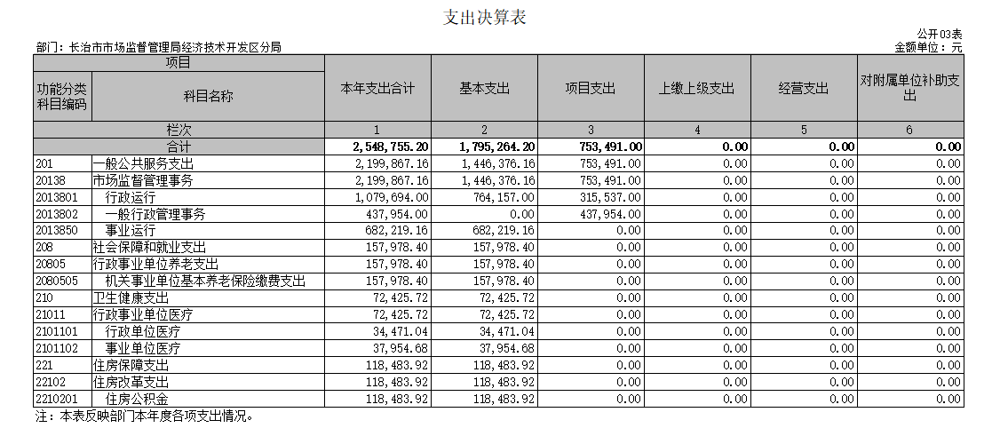 支出决算表
公开03表
部门：长治市市场监督管理局经济技术开发区分局 金额单位：元
项目 本年支出合计 基本支出 项目支出 上缴上级支出 经营支出 对附属单位补助支出
功能分类科目编码 科目名称
栏次 1 2 3 4 5 6
合计 2,548,755.20 1,795,264.20 753,491.00 0.00 0.00 0.00
201 一般公共服务支出 2,199,867.16 1,446,376.16 753,491.00 0.00 0.00 0.00
20138 市场监督管理事务 2,199,867.16 1,446,376.16 753,491.00 0.00 0.00 0.00
2013801 行政运行 1,079,694.00 764,157.00 315,537.00 0.00 0.00 0.00
2013802 一般行政管理事务 437,954.00 0.00 437,954.00 0.00 0.00 0.00
2013850 事业运行 682,219.16 682,219.16 0.00 0.00 0.00 0.00
208 社会保障和就业支出 157,978.40 157,978.40 0.00 0.00 0.00 0.00
20805 行政事业单位养老支出 157,978.40 157,978.40 0.00 0.00 0.00 0.00
2080505 机关事业单位基本养老保险缴费支出 157,978.40 157,978.40 0.00 0.00 0.00 0.00
210 卫生健康支出 72,425.72 72,425.72 0.00 0.00 0.00 0.00
21011 行政事业单位医疗 72,425.72 72,425.72 0.00 0.00 0.00 0.00
2101101 行政单位医疗 34,471.04 34,471.04 0.00 0.00 0.00 0.00
2101102 事业单位医疗 37,954.68 37,954.68 0.00 0.00 0.00 0.00
221 住房保障支出 118,483.92 118,483.92 0.00 0.00 0.00 0.00
22102 住房改革支出 118,483.92 118,483.92 0.00 0.00 0.00 0.00
2210201 住房公积金 118,483.92 118,483.92 0.00 0.00 0.00 0.00
注：本表反映部门本年度各项支出情况。